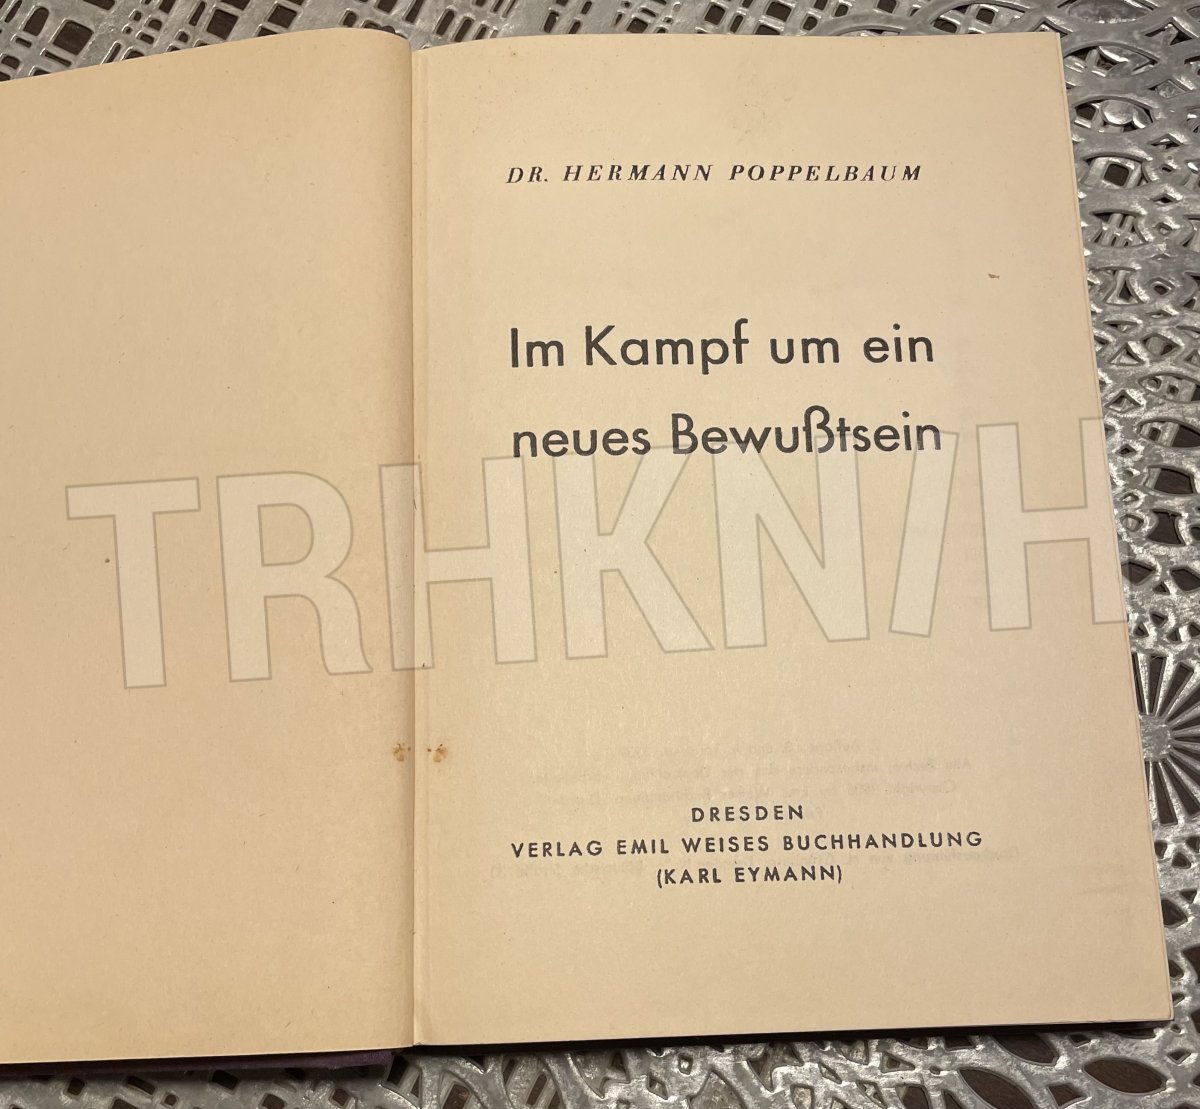 DR. HERMANN POPPELBAUM
Im Kampf um ein
neues Bewußtsein
TRHKN/H
DRESDEN
VERLAG EMIL WEISES BUCHHANDLUNG
(KARL EYMANN)